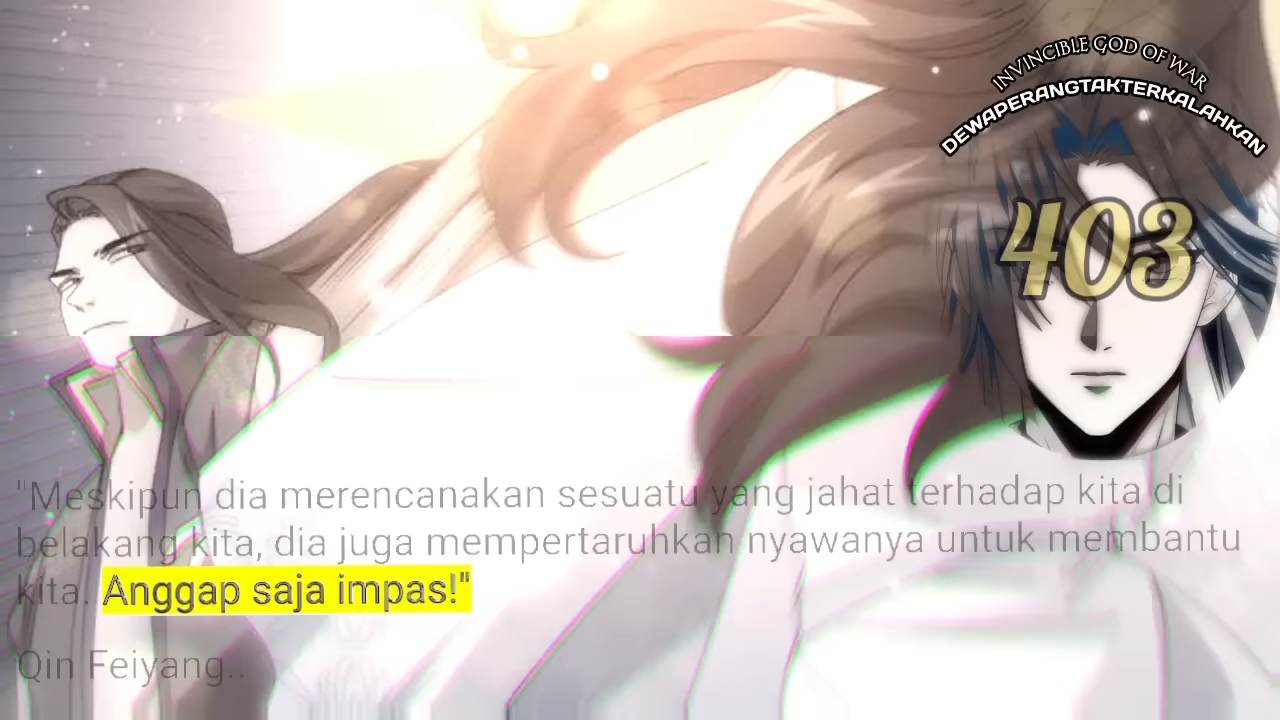 INVINCIBLE GOD OF WAR
DEWAPERANGTAKTERKALAHKAN
403
"Meskipun dia merencanakan sesuatu yang jahat terhadap kita di
belakang kita, dia juga mempertaruhkan nyawanya untuk membantu
kita. Anggap saja impas!"
Qin Feiyang..